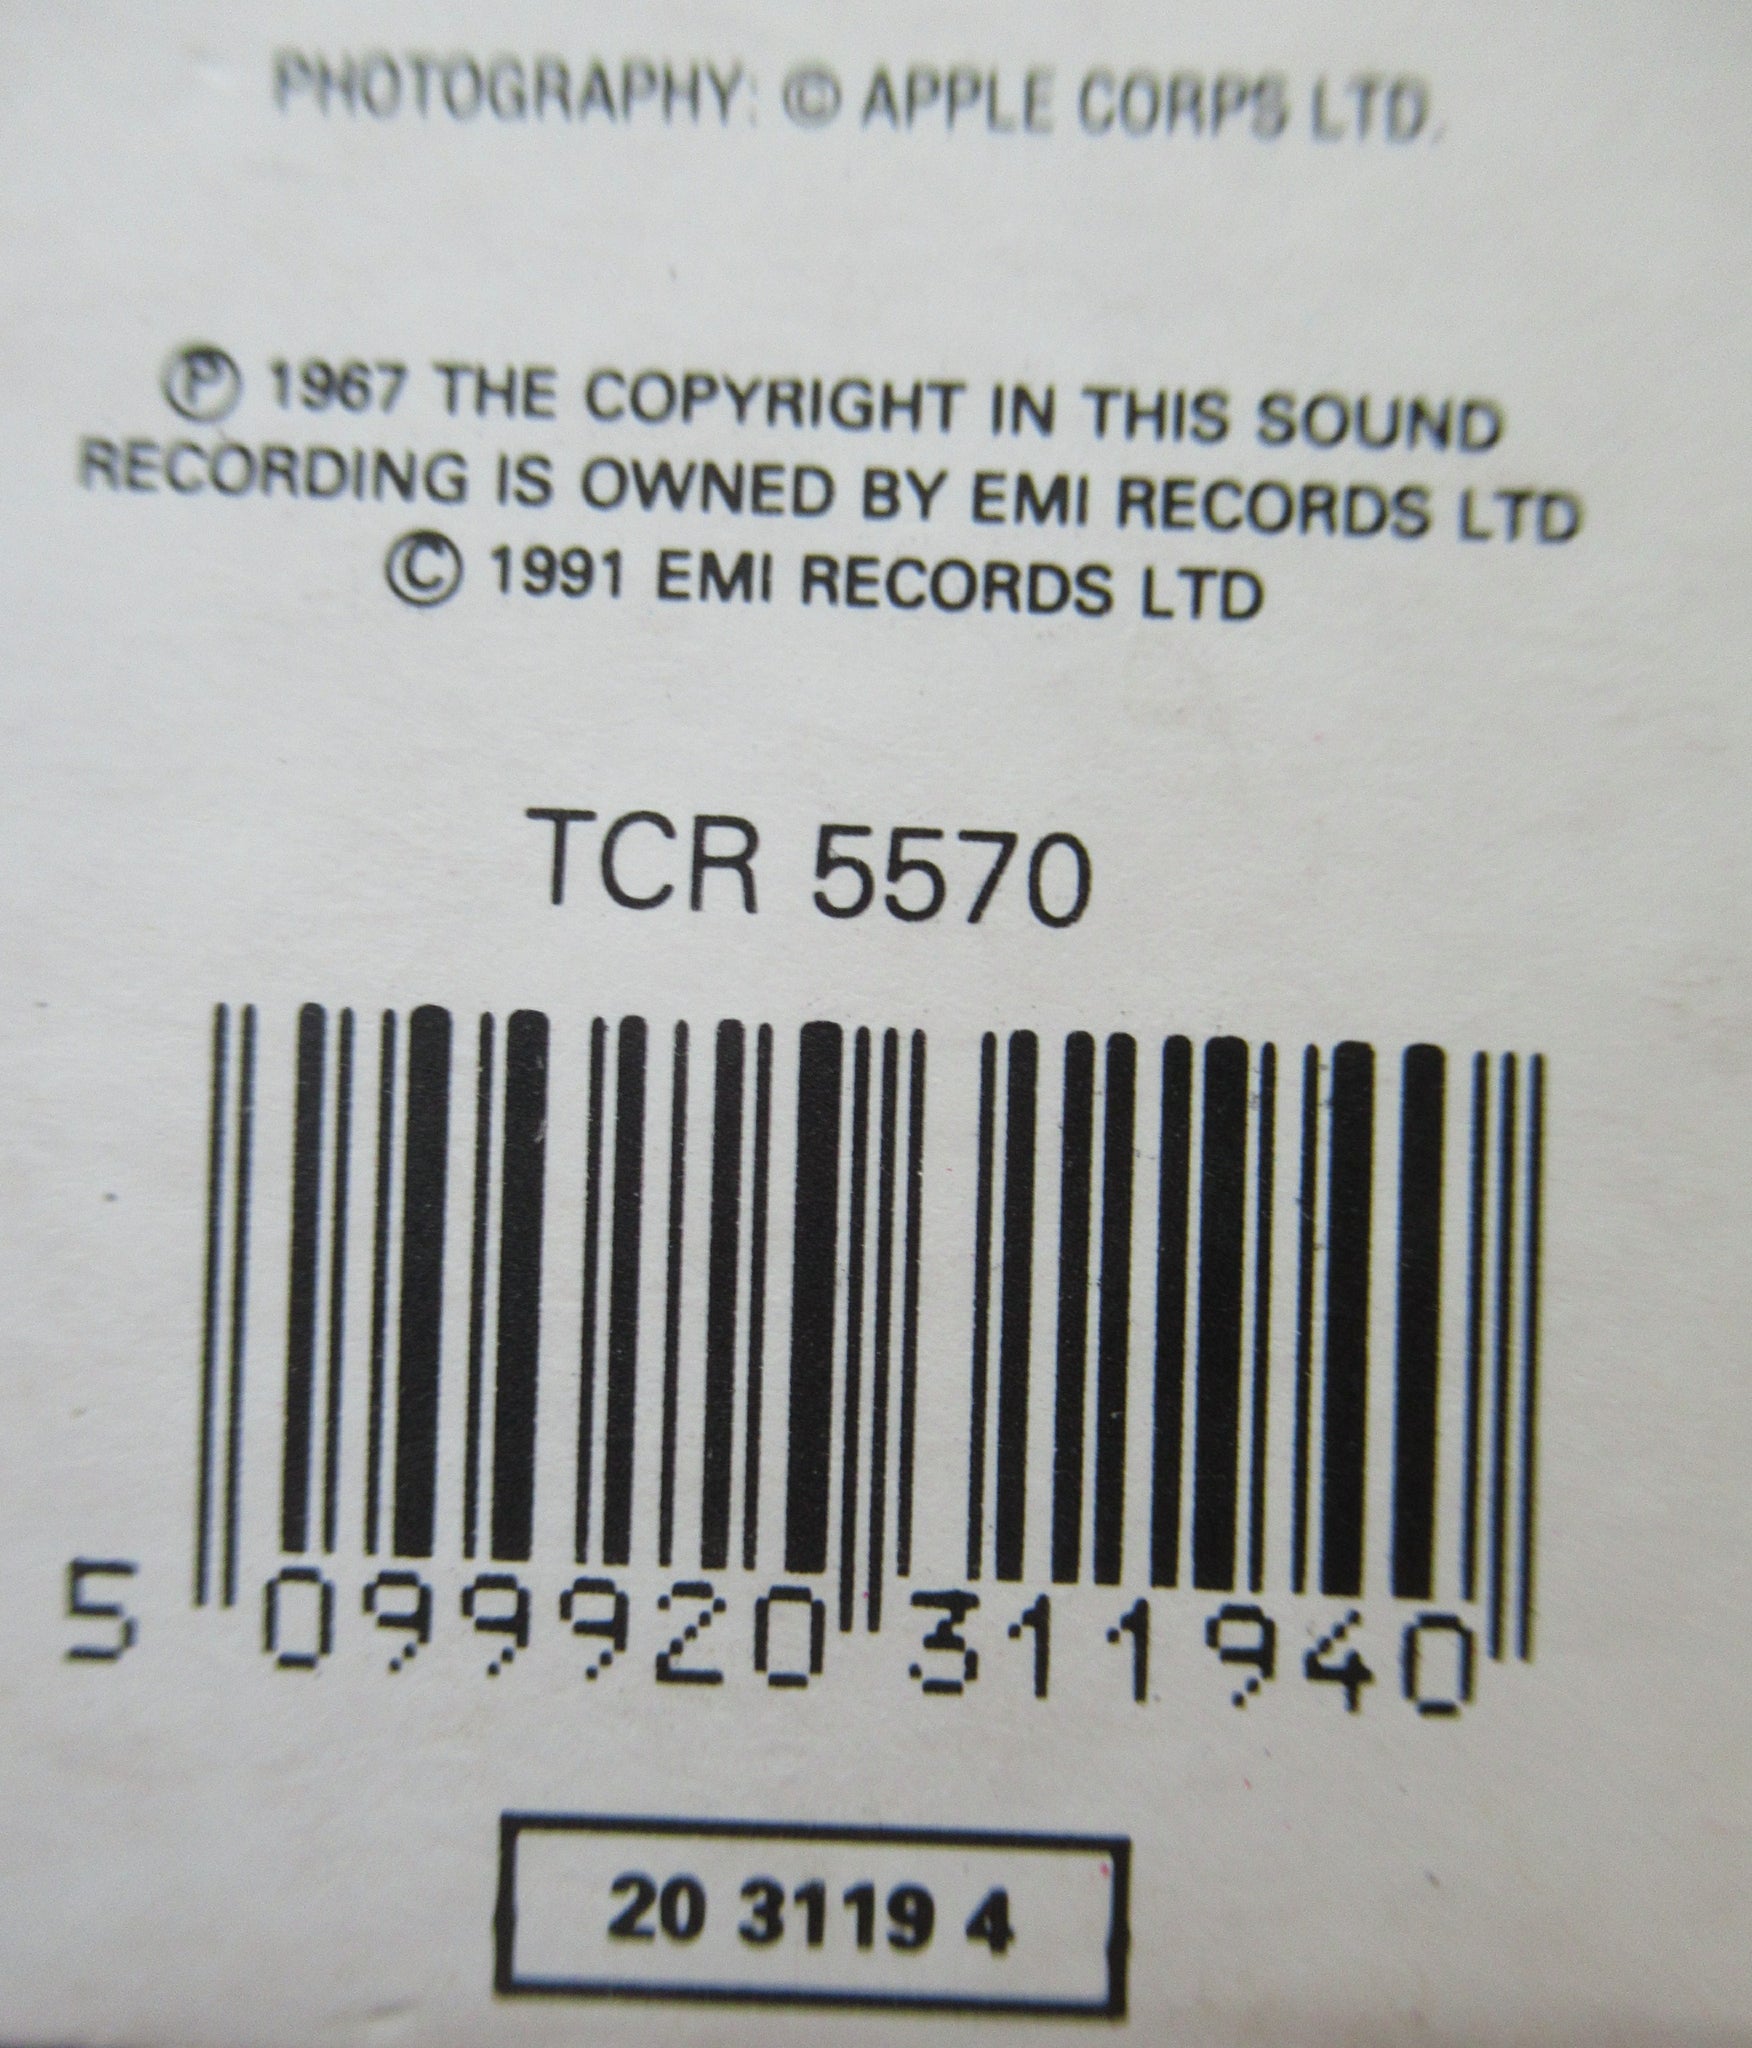 PHOTOGRAPHY: © APPLE CORPS LTD.
℗ 1967 THE COPYRIGHT IN THIS SOUND
RECORDING IS OWNED BY EMI RECORDS LTD
© 1991 EMI RECORDS LTD
TCR 5570
5 099920 311940
20 3119 4